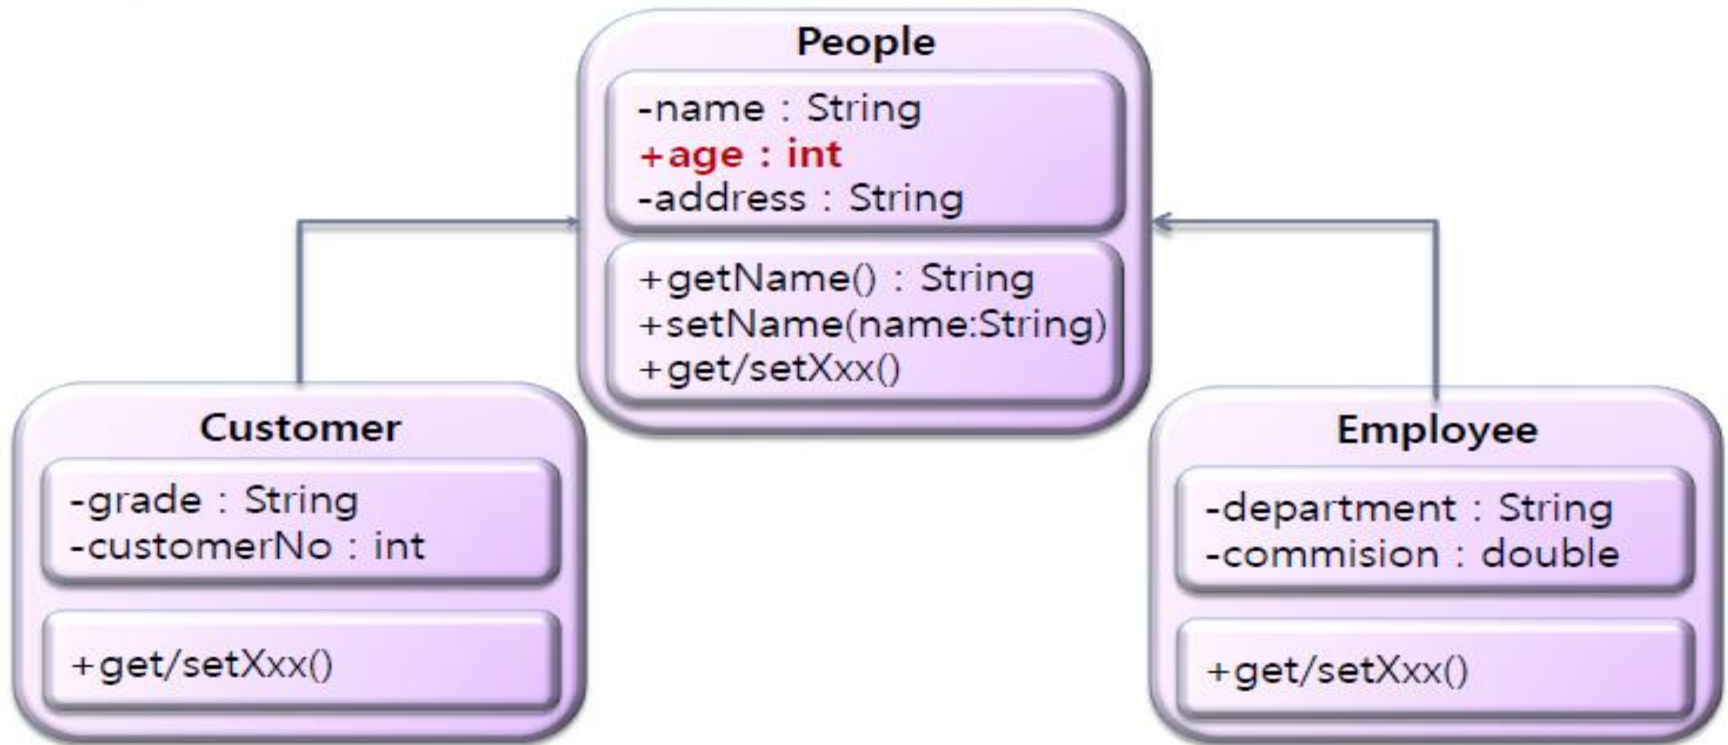 People
-name : String
+age : int
-address : String
+getName() : String
+setName(name:String)
+get/setXxx()
Customer
-grade : String
-customerNo : int
+get/setXxx()
Employee
-department : String
-commision : double
+get/setXxx()